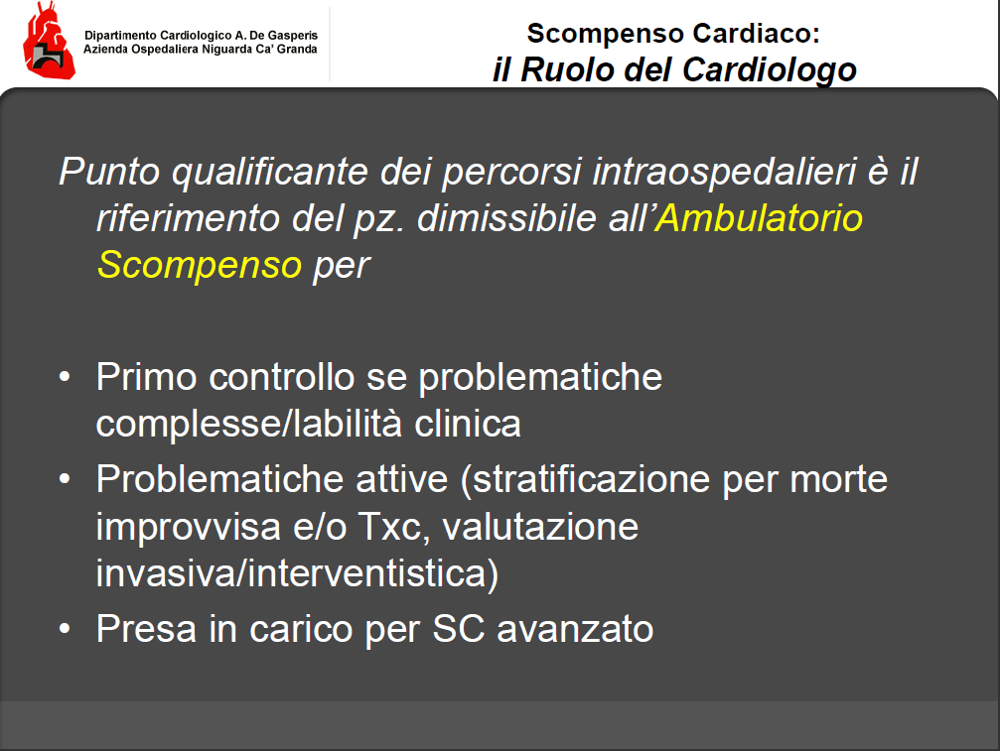 Dipartimento Cardiologico A. De Gasperis
Azienda Ospedaliera Niguarda Ca' Granda
Scompenso Cardiaco:
il Ruolo del Cardiologo
Punto qualificante dei percorsi intraospedalieri è il
riferimento del pz. dimissibile all'Ambulatorio
Scompenso per
• Primo controllo se problematiche
complesse/labilità clinica
• Problematiche attive (stratificazione per morte
improvvisa e/o Txc, valutazione
invasiva/interventistica)
• Presa in carico per SC avanzato